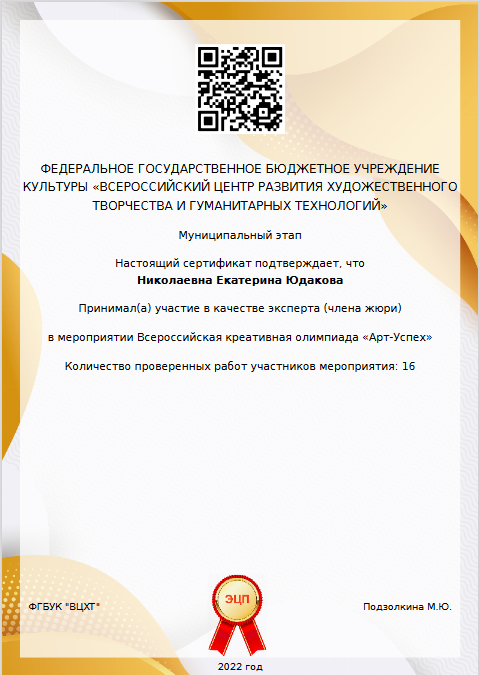 ФЕДЕРАЛЬНОЕ ГОСУДАРСТВЕННОЕ БЮДЖЕТНОЕ УЧРЕЖДЕНИЕ
КУЛЬТУРЫ «ВСЕРОССИЙСКИЙ ЦЕНТР РАЗВИТИЯ ХУДОЖЕСТВЕННОГО
ТВОРЧЕСТВА И ГУМАНИТАРНЫХ ТЕХНОЛОГИЙ»
Муниципальный этап
Настоящий сертификат подтверждает, что
Николаевна Екатерина Юдакова
Принимал(а) участие в качестве эксперта (члена жюри)
в мероприятии Всероссийская креативная олимпиада «Арт-Успех»
Количество проверенных работ участников мероприятия: 16
ЭЦП
ФГБУК "ВЦХТ"
Подзолкина М.Ю.
2022 год